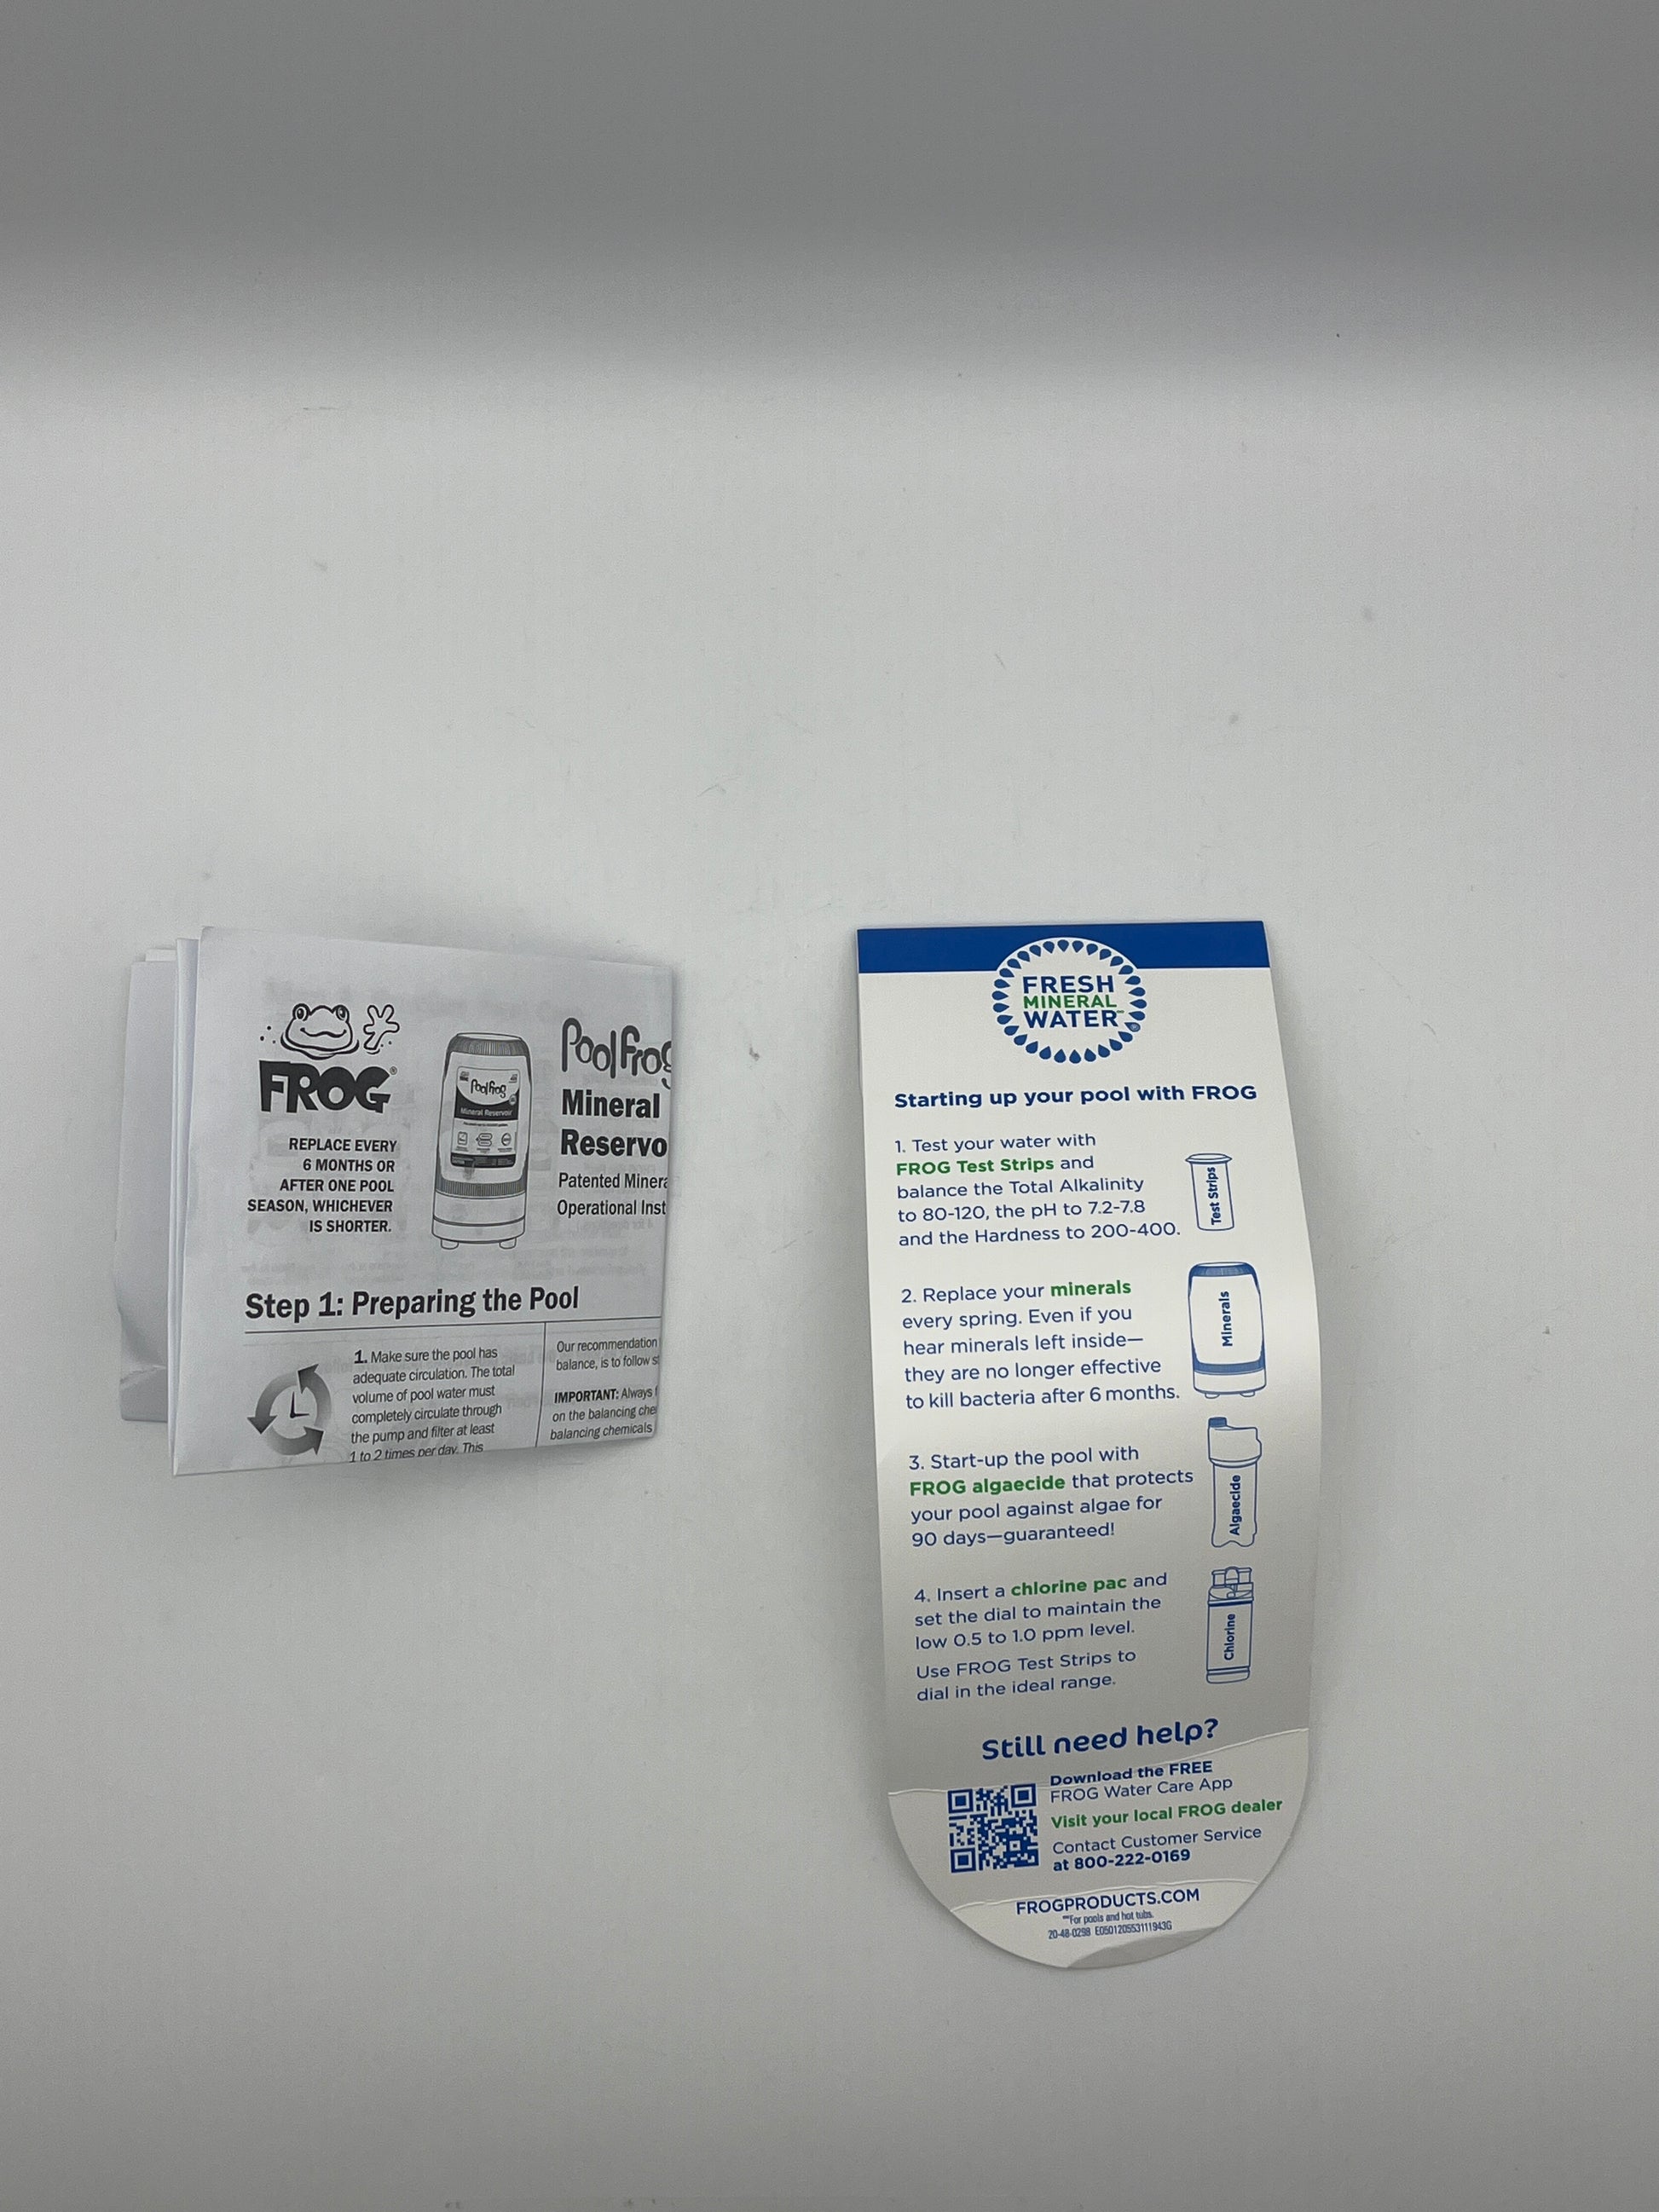 FROG®
REPLACE EVERY
6 MONTHS OR
AFTER ONE POOL
SEASON, WHICHEVER
IS SHORTER.
Poolfrog
Mineral Reservoir
Poolfrog
Mineral
Reservo
Patented Minera
Operational Inst
Step 1: Preparing the Pool
1. Make sure the pool has
adequate circulation. The total
volume of pool water must
completely circulate through
the pump and filter at least
1 to 2 times per day. This
Our recommendation
balance, is to follow st
IMPORTANT: Always f
on the balancing che
balancing chemicals
FRESH
MINERAL
WATER™®
Starting up your pool with FROG
1. Test your water with
FROG Test Strips and
balance the Total Alkalinity
to 80-120, the pH to 7.2-7.8
and the Hardness to 200-400.
Test Strips
2. Replace your minerals
every spring. Even if you
hear minerals left inside—
they are no longer effective
to kill bacteria after 6 months.
Minerals
3. Start-up the pool with
FROG algaecide that protects
your pool against algae for
90 days—guaranteed!
Algaecide
4. Insert a chlorine pac and
set the dial to maintain the
low 0.5 to 1.0 ppm level.
Use FROG Test Strips to
dial in the ideal range.
Chlorine
Still need help?
Download the FREE
FROG Water Care App
Visit your local FROG dealer
Contact Customer Service
at 800-222-0169
FROGPRODUCTS.COM
For pools and hot tubs.
20-48-0298 E050120553111943G